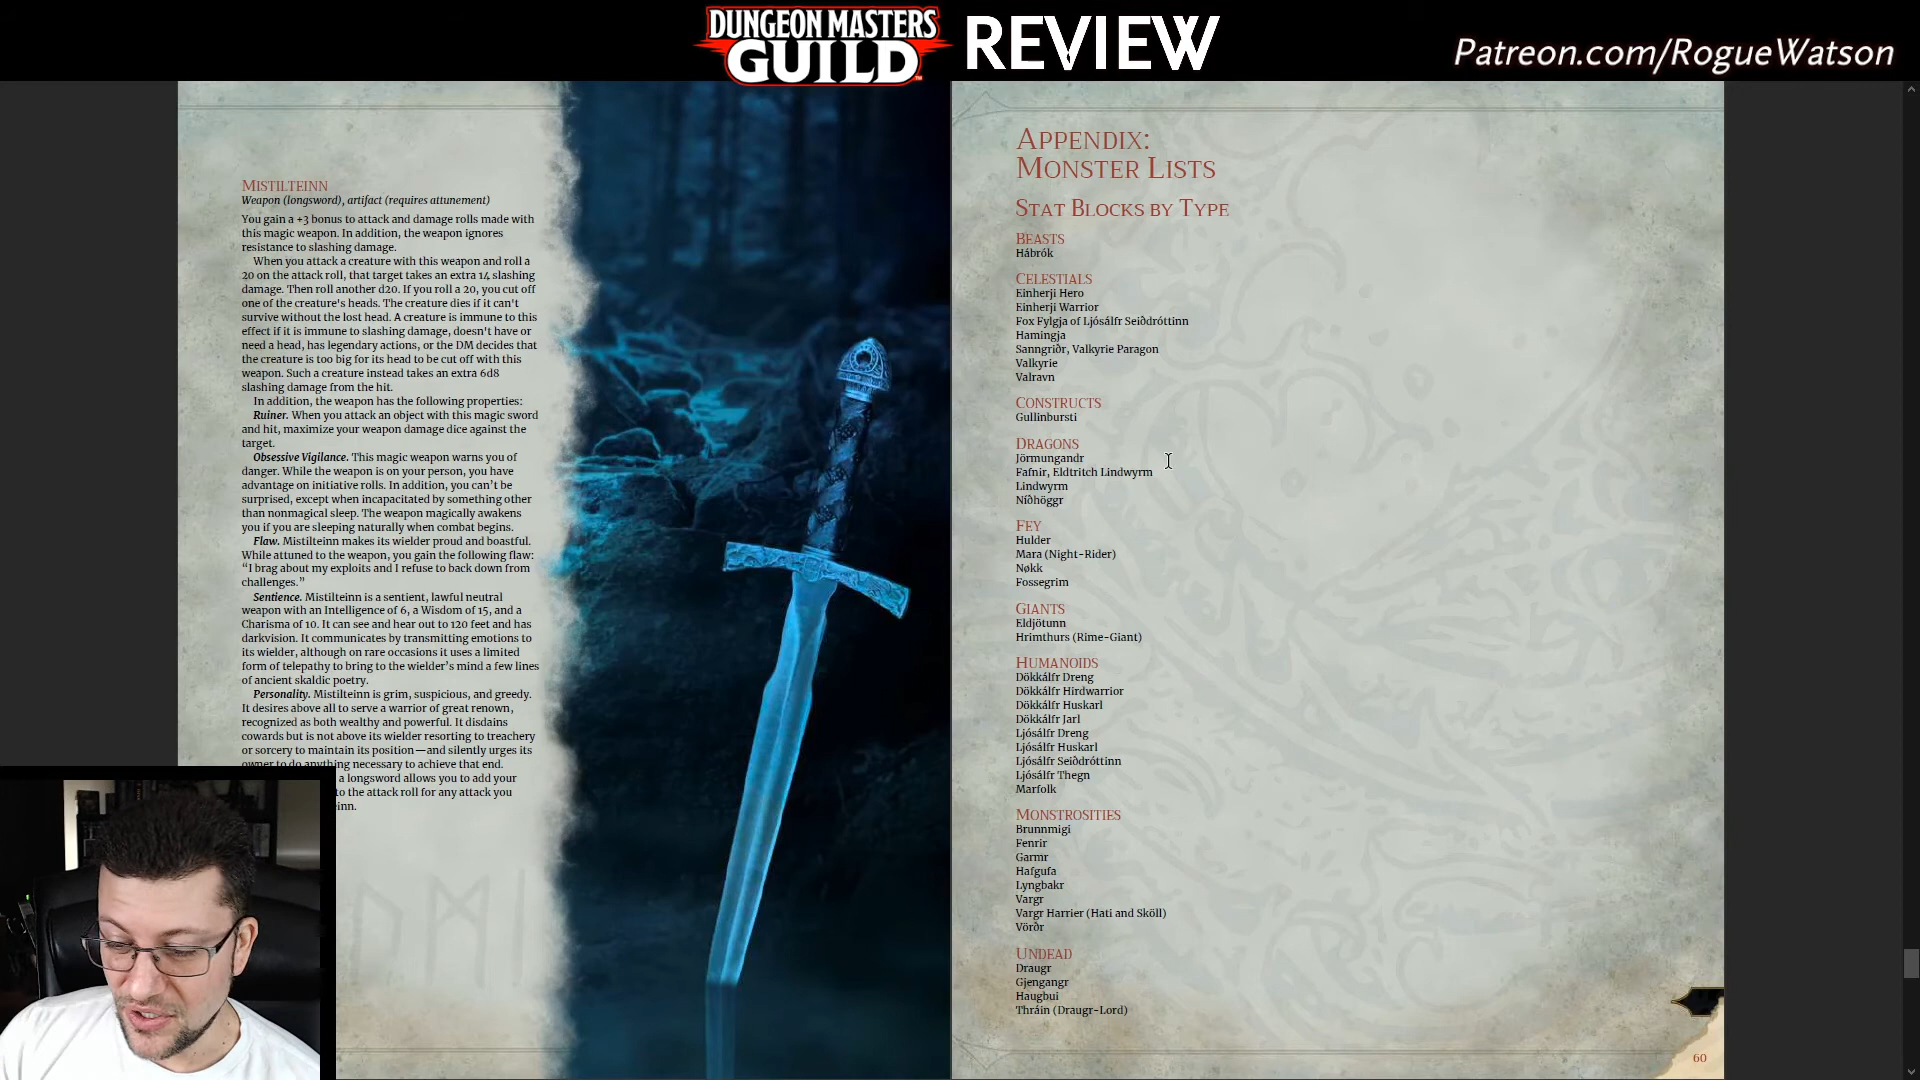 DUNGEON MASTERS
GUILD
REVIEW
Patreon.com/RogueWatson
MISTILTEINN
Weapon (longsword), artifact (requires attunement)
You gain a +3 bonus to attack and damage rolls made with
this magic weapon. In addition, the weapon ignores
resistance to slashing damage.
When you attack a creature with this weapon and roll a
20 on the attack roll, that target takes an extra 14 slashing
damage. Then roll another d20. If you roll a 20, you cut off
one of the creature's heads. The creature dies if it can't
survive without the lost head. A creature is immune to this
effect if it is immune to slashing damage, doesn't have or
need a head, has legendary actions, or the DM decides that
the creature is too big for its head to be cut off with this
weapon. Such a creature instead takes an extra 6d8
slashing damage from the hit.
In addition, the weapon has the following properties:
Ruiner. When you attack an object with this magic sword
and hit, maximize your weapon damage dice against the
target.
Obsessive Vigilance. This magic weapon warns you of
danger. While the weapon is on your person, you have
advantage on initiative rolls. In addition, you can't be
surprised, except when incapacitated by something other
than nonmagical sleep. The weapon magically awakens
you if you are sleeping naturally when combat begins.
Flaw. Mistilteinn makes its wielder proud and boastful.
While attuned to the weapon, you gain the following flaw:
“I brag about my exploits and I refuse to back down from
challenges.”
Sentience. Mistilteinn is a sentient, lawful neutral
weapon with an Intelligence of 6, a Wisdom of 15, and a
Charisma of 10. It can see and hear out to 120 feet and has
darkvision. It communicates by transmitting emotions to
its wielder, although on rare occasions it uses a limited
form of telepathy to bring to the wielder's mind a few lines
of ancient skaldic poetry.
Personality. Mistilteinn is grim, suspicious, and greedy.
It desires above all to serve a warrior of great renown,
recognized as both wealthy and powerful. It disdains
cowards but is not above its wielder resorting to treachery
or sorcery to maintain its position—and silently urges its
owner to do anything necessary to achieve that end.
a longsword allows you to add your
to the attack roll for any attack you
APPENDIX:
MONSTER LISTS
STAT BLOCKS BY TYPE
BEASTS
Hábrók
CELESTIALS
Einherji Hero
Einherji Warrior
Fox Fylgja of Ljósálfr Seiðdróttinn
Hamingja
Sanngriðr, Valkyrie Paragon
Valkyrie
Valravn
CONSTRUCTS
Gullinbursti
DRAGONS
Jörmungandr
Fafnir, Eldtritch Lindwyrm
Lindwyrm
Níðhöggr
FEY
Hulder
Mara (Night-Rider)
Nøkk
Fossegrim
GIANTS
Eldjötunn
Hrimthurs (Rime-Giant)
HUMANOIDS
Dökkálfr Dreng
Dökkálfr Hirdwarrior
Dökkálfr Huskarl
Dökkálfr Jarl
Ljósálfr Dreng
Ljósálfr Huskarl
Ljósálfr Seiðdróttinn
Ljósálfr Thegn
Marfolk
MONSTROSITIES
Brunnmigi
Fenrir
Garmr
Hafgufa
Lyngbakr
Vargr
Vargr Harrier (Hati and Sköll)
Vörðr
UNDEAD
Draugr
Gjengangr
Haugbui
Thráin (Draugr-Lord)
60